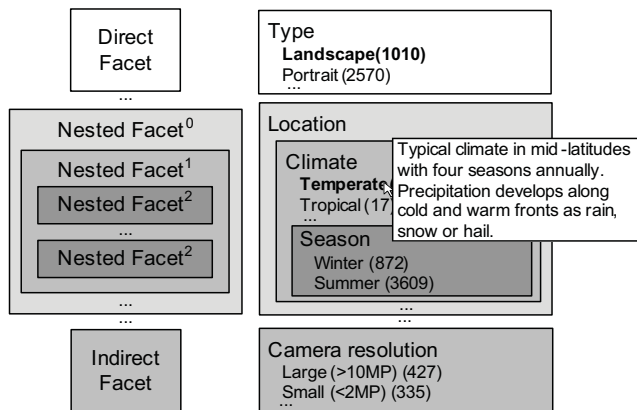 Direct
Facet
...
Nested Facet0
Nested Facet1
Nested Facet2
...
Nested Facet2
...
...
Indirect
Facet
Type
Landscape(1010)
Portrait (2570)
...
Location
Climate
Temperate
Tropical (17)
...
Season
Winter (872)
Summer (3609)
...
...
Typical climate in mid-latitudes
with four seasons annually.
Precipitation develops along
cold and warm fronts as rain,
snow or hail.
Camera resolution
Large (>10MP) (427)
Small (<2MP) (335)
...